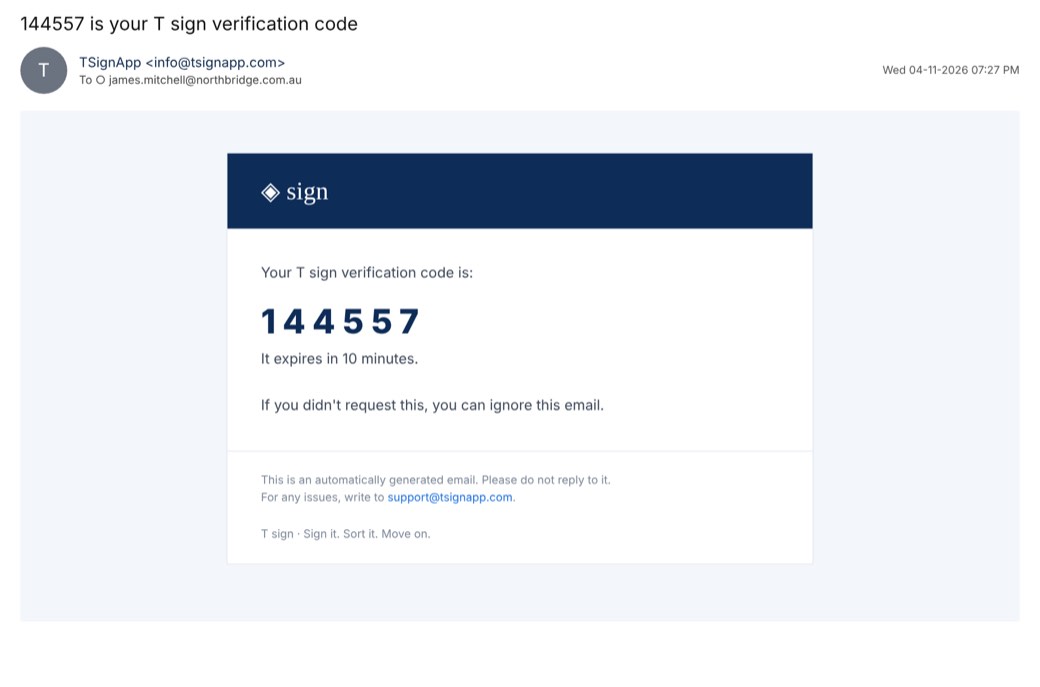 144557 is your T sign verification code
T
TSignApp <info@tsignapp.com>
To O james.mitchell@northbridge.com.au
Wed 04-11-2026 07:27 PM
sign
Your T sign verification code is:
144557
It expires in 10 minutes.
If you didn't request this, you can ignore this email.
This is an automatically generated email. Please do not reply to it.
For any issues, write to support@tsignapp.com.
T sign · Sign it. Sort it. Move on.